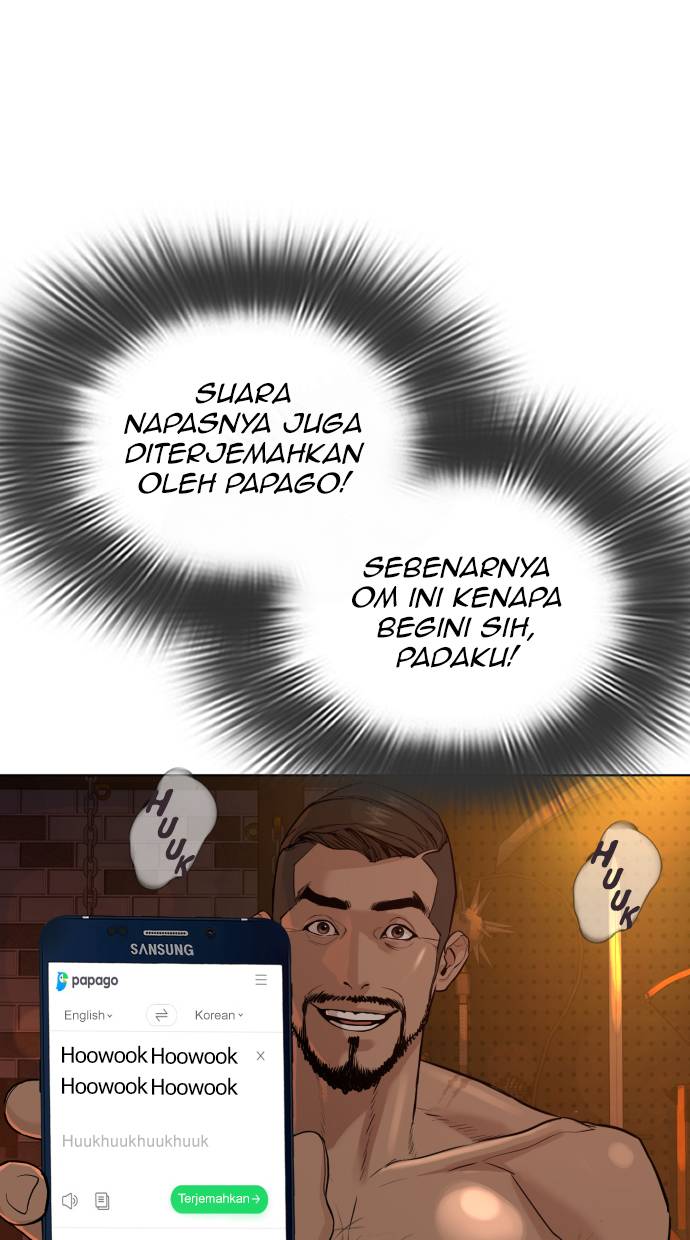 SUARA
NAPASNYA JUGA
DITERJEMAHKAN
OLEH PAPAGO!
SEBENARNYA
OM INI KENAPA
BEGINI SIH,
PADAKU!
HUUK
HUUK
SAMSUNG
papago
English Korean
Hoowook Hoowook x
Hoowook Hoowook
Huukhuukhuukhuuk
Terjemahkan→